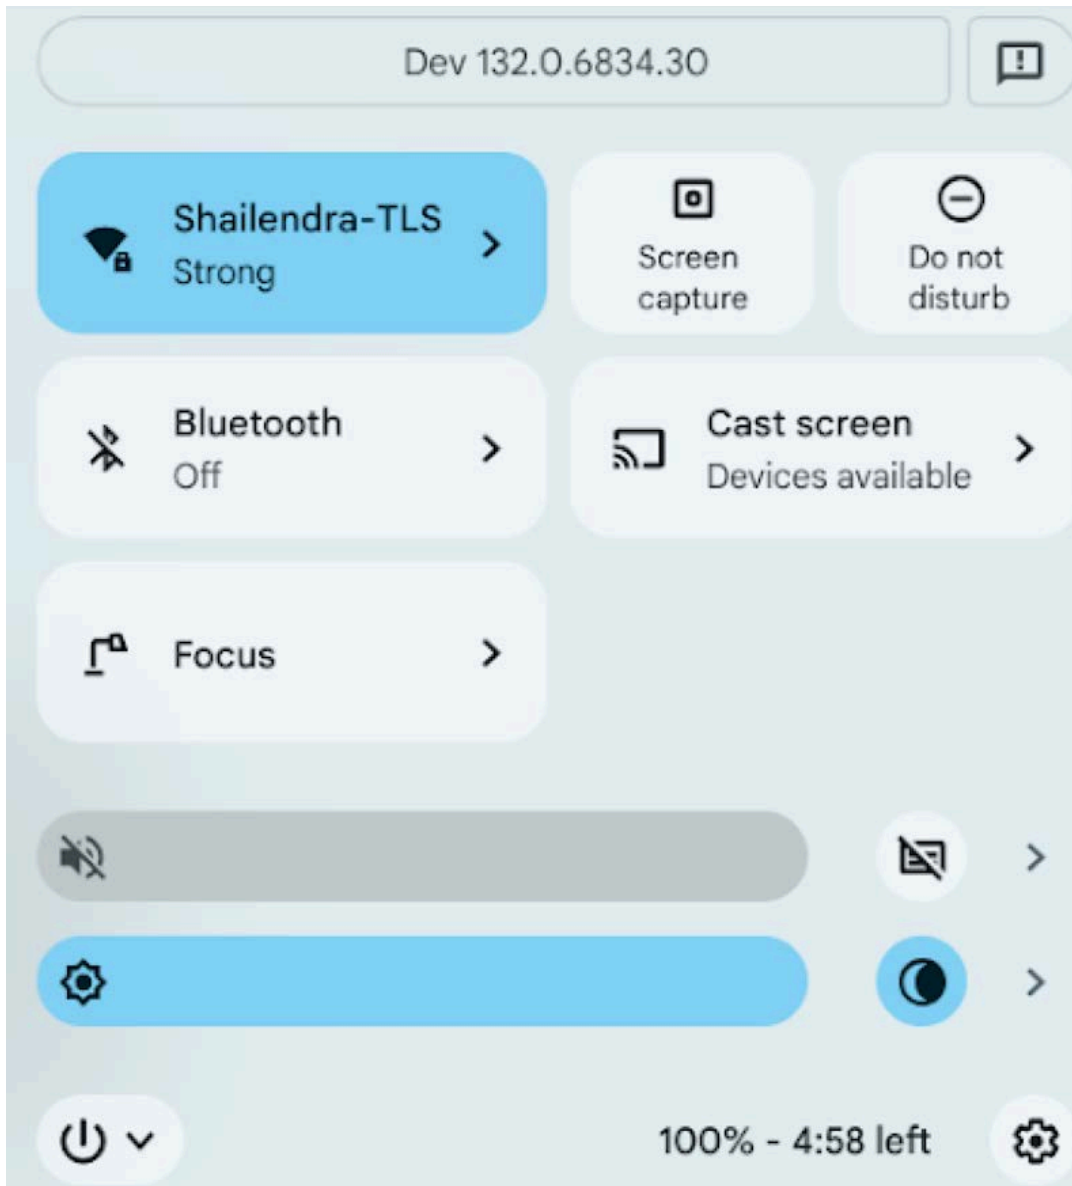 Dev 132.0.6834.30
Shailendra-TLS
Strong
Screen
capture
Do not
disturb
Bluetooth
Off
Cast screen
Devices available
Focus
100% - 4:58 left